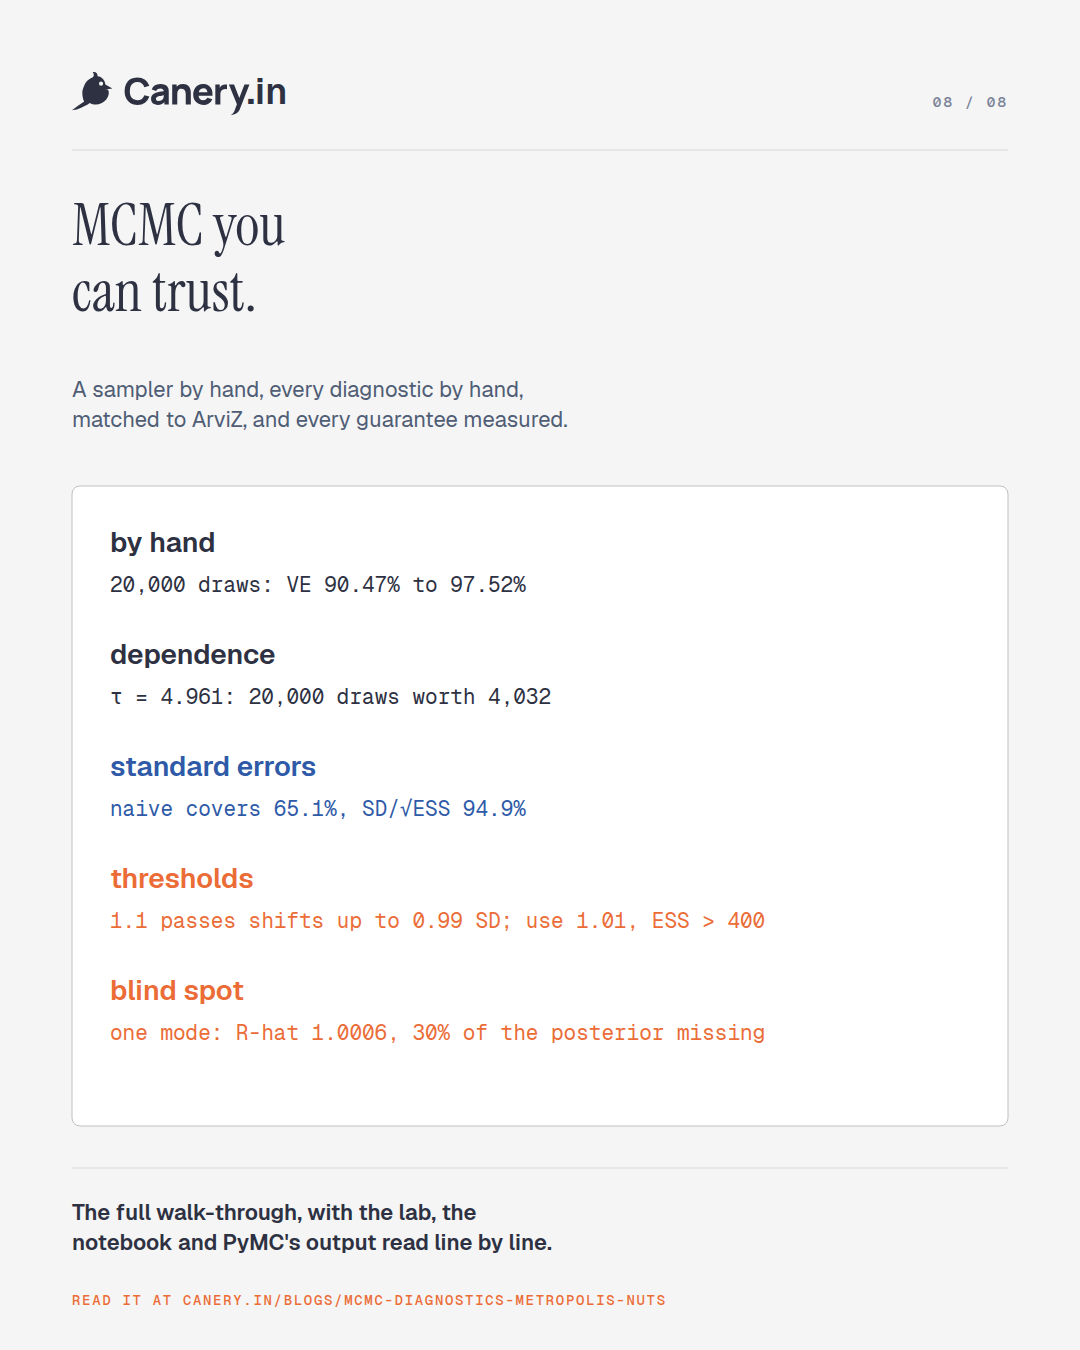 Canery.in
08 / 08
MCMC you
can trust.
A sampler by hand, every diagnostic by hand,
matched to ArviZ, and every guarantee measured.
by hand
20,000 draws: VE 90.47% to 97.52%
dependence
τ = 4.961: 20,000 draws worth 4,032
standard errors
naive covers 65.1%, SD/√ESS 94.9%
thresholds
1.1 passes shifts up to 0.99 SD; use 1.01, ESS > 400
blind spot
one mode: R-hat 1.0006, 30% of the posterior missing
The full walk-through, with the lab, the
notebook and PyMC's output read line by line.
READ IT AT CANERY.IN/BLOGS/MCMC-DIAGNOSTICS-METROPOLIS-NUTS